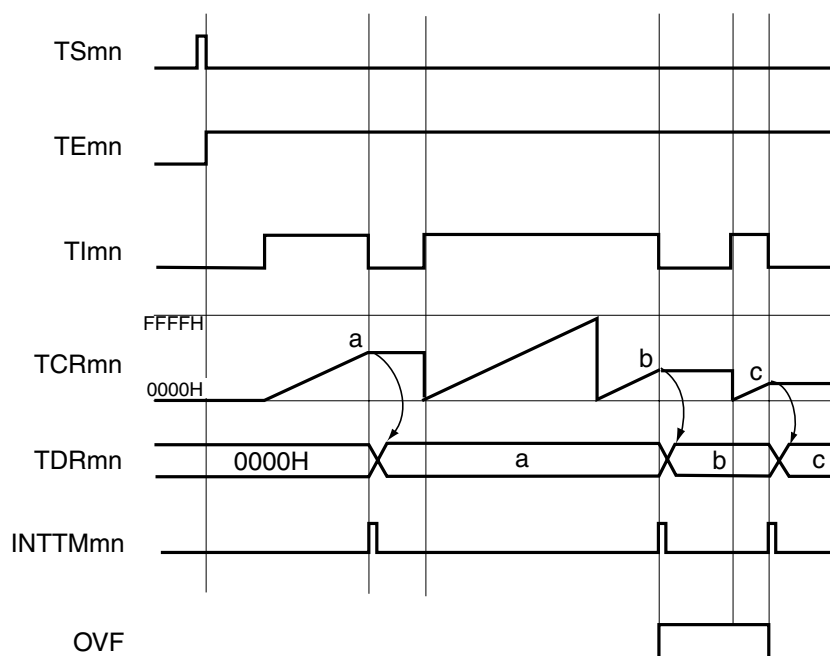 TSmn
TEmn
TImn
FFFFH
a
b
c
TCRmn
0000H
TDRmn
0000H
a
b
c
INTTMmn
OVF